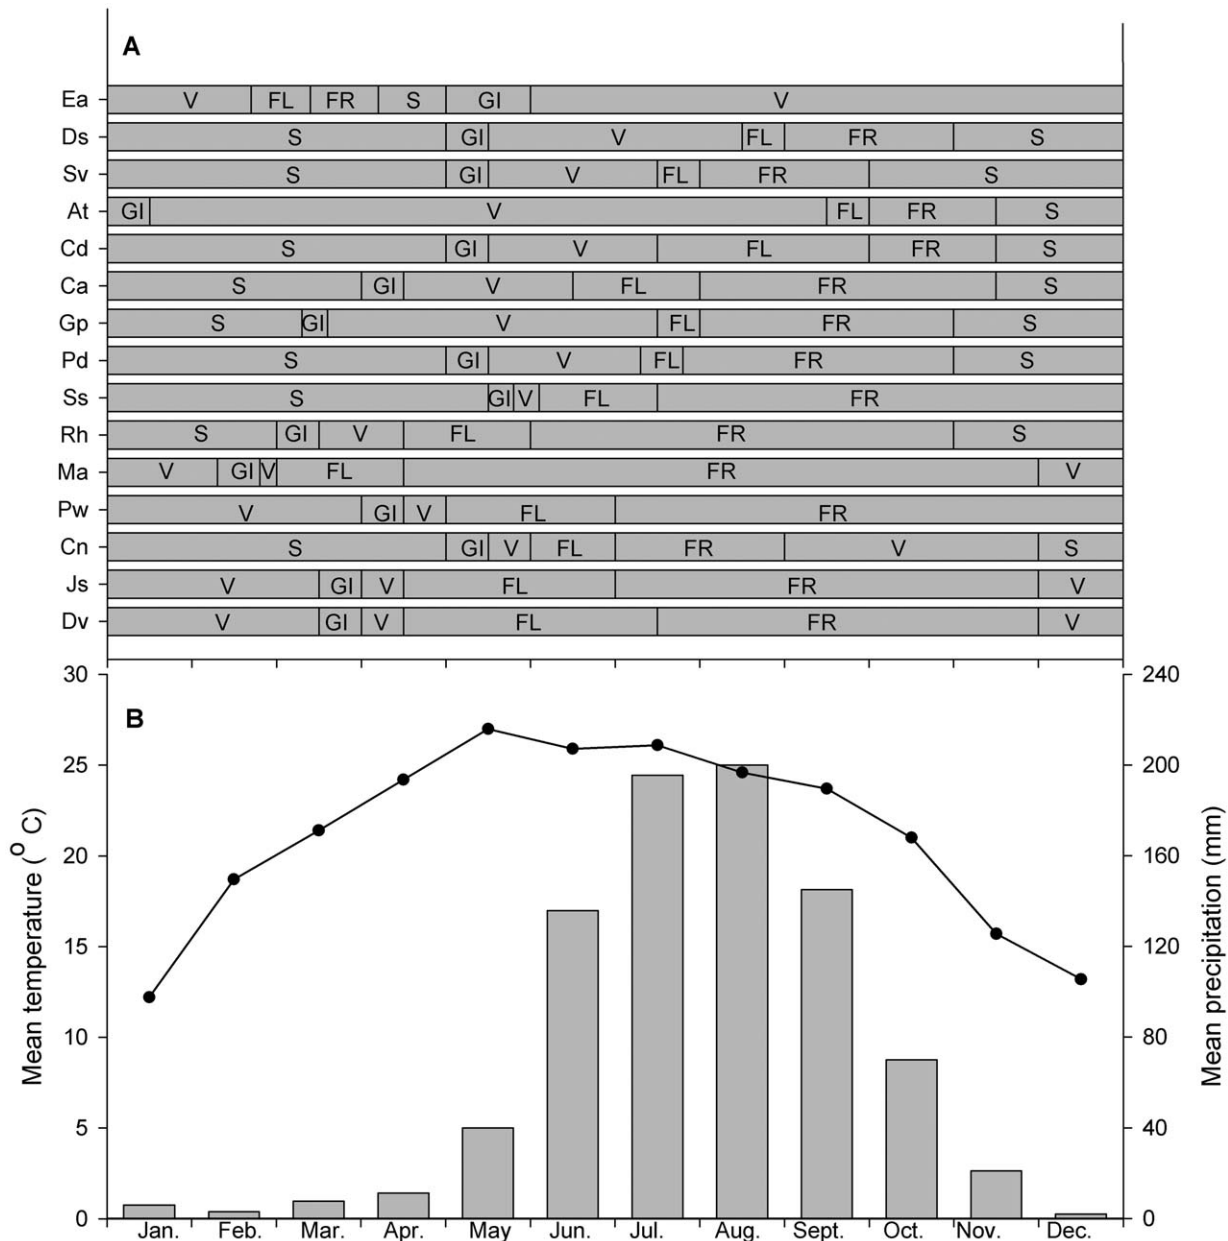 A
Ea V FL FR S GI V
Ds S GI V FL FR S
Sv S GI V FL FR S
At GI V FL FR S
Cd S GI V FL FR S
Ca S GI V FL FR S
Gp S GI V FL FR S
Pd S GI V FL FR S
Ss S GI V FL FR
Rh S GI V FL FR S
Ma V GI V FL FR V
Pw V GI V FL FR
Cn S GI V FL FR V S
Js V GI V FL FR V
Dv V GI V FL FR V
B
30 240
25 200
20 160
15 120
10 80
5 40
0 0
Mean temperature (° C)
Mean precipitation (mm)
Jan. Feb. Mar. Apr. May Jun. Jul. Aug. Sept. Oct. Nov. Dec.